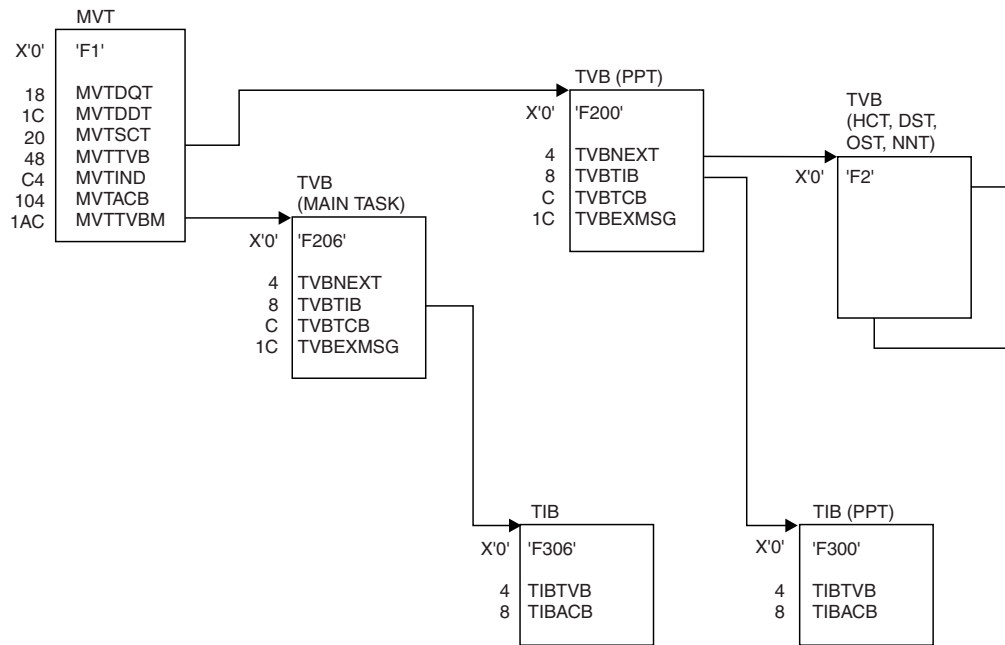 MVT
X'0' 'F1'
18 MVTDQT
1C MVTDDT
20 MVTSCT
48 MVTTVB
C4 MVTIND
104 MVTACB
1AC MVTTVBM
TVB
(MAIN TASK)
X'0' 'F206'
4 TVBNEXT
8 TVBTIB
C TVBTCB
1C TVBEXMSG
TVB (PPT)
X'0' 'F200'
4 TVBNEXT
8 TVBTIB
C TVBTCB
1C TVBEXMSG
TVB
(HCT, DST,
OST, NNT)
X'0' 'F2'
TIB
X'0' 'F306'
4 TIBTVB
8 TIBACB
TIB (PPT)
X'0' 'F300'
4 TIBTVB
8 TIBACB